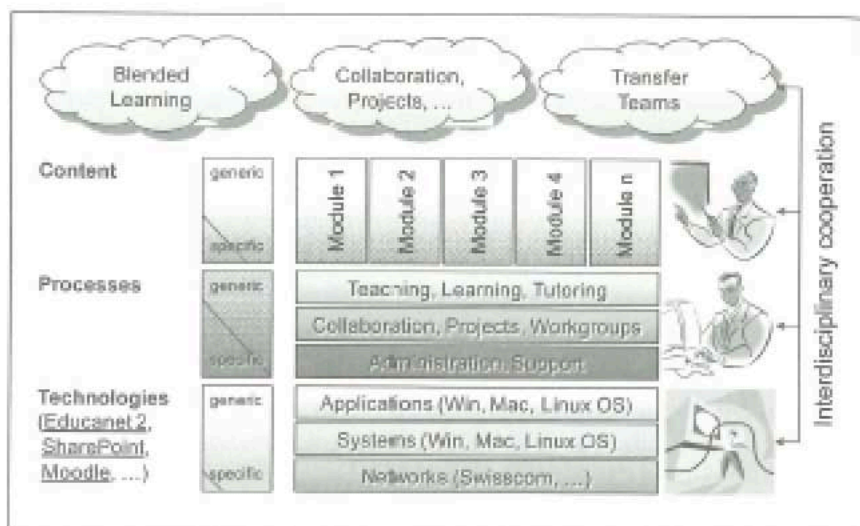 Blended
Learning
Collaboration,
Projects, ...
Transfer
Teams
Content
generic
specific
Module 1
Module 2
Module 3
Module 4
Module n
Processes
generic
specific
Teaching, Learning, Tutoring
Collaboration, Projects, Workgroups
Administration, Support
Technologies
(Educanet2,
SharePoint,
Moodle, ...)
generic
specific
Applications (Win, Mac, Linux OS)
Systems (Win, Mac, Linux OS)
Networks (Swisscom, ...)
Interdisciplinary cooperation